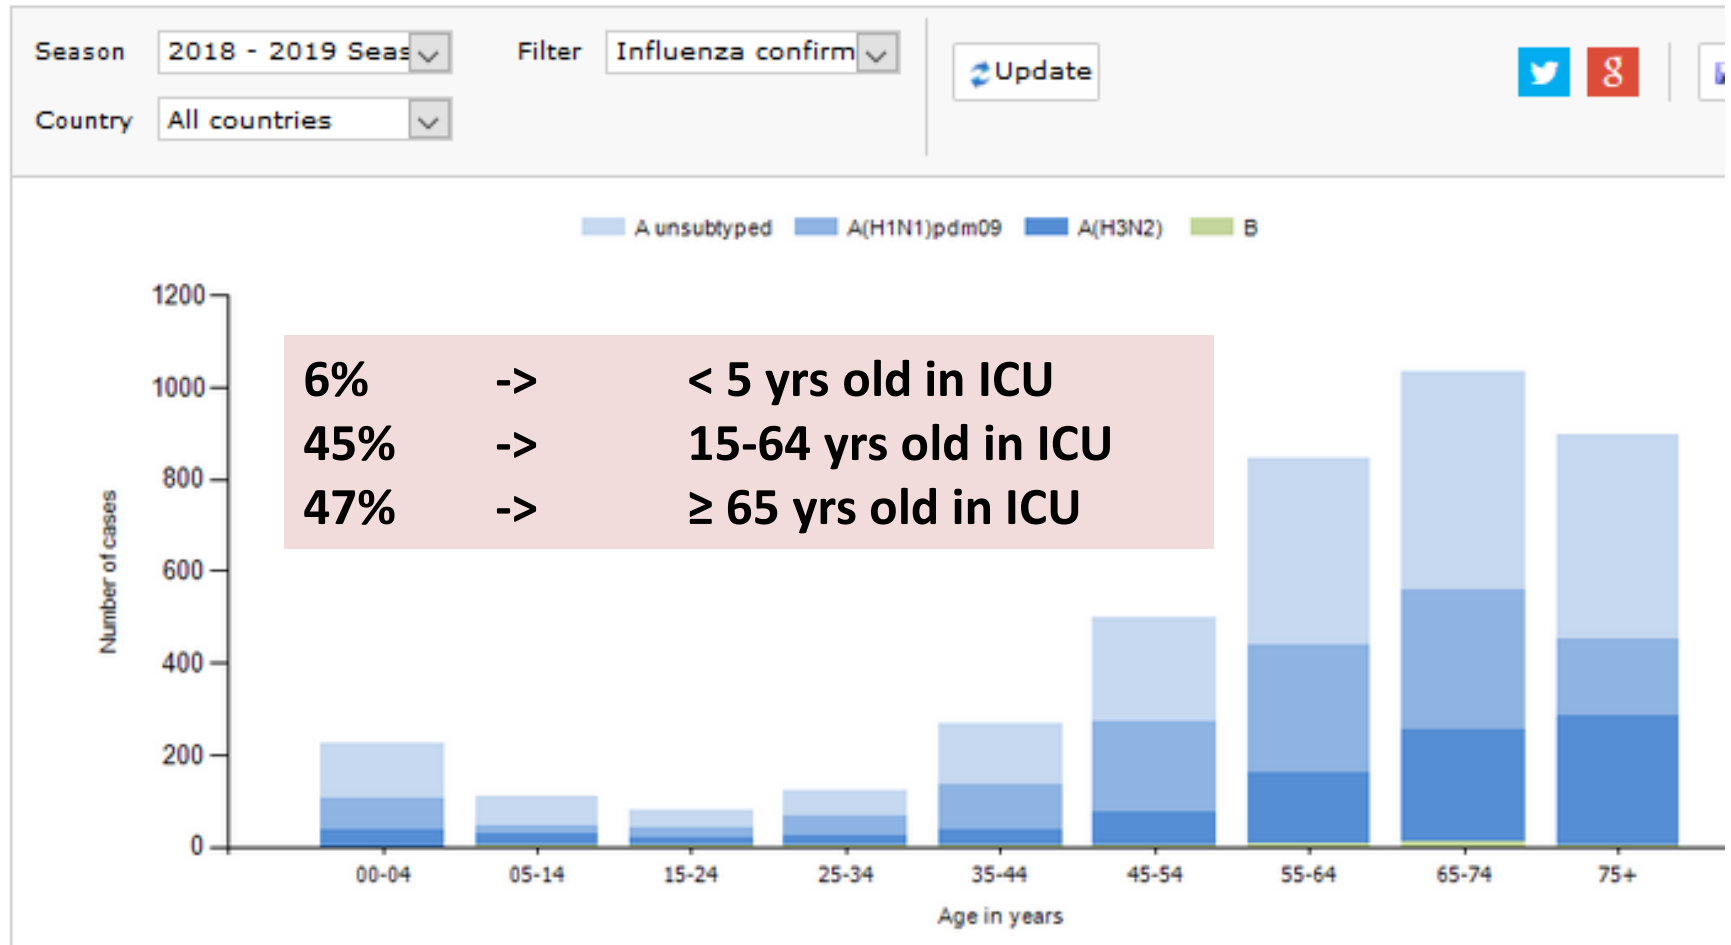 Season 2018 - 2019 Seas Filter Influenza confirm Update
Country All countries
A unsubtyped A(H1N1)pdm09 A(H3N2) B
1200
1000
800
600
400
200
0
Number of cases
6% -> < 5 yrs old in ICU
45% -> 15-64 yrs old in ICU
47% -> ≥ 65 yrs old in ICU
00-04 05-14 15-24 25-34 35-44 45-54 55-64 65-74 75+
Age in years